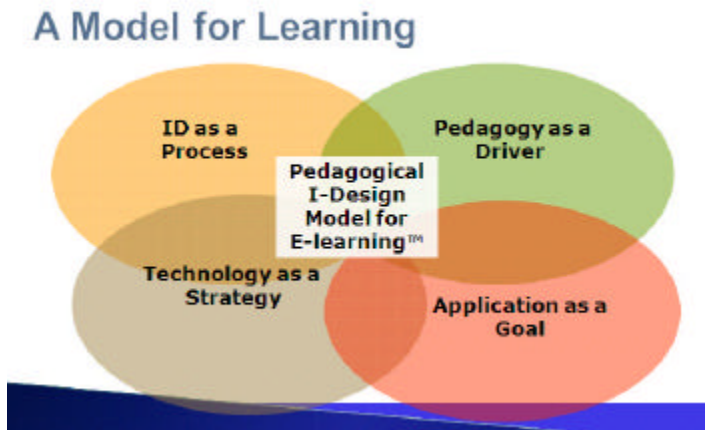 A Model for Learning
ID as a
Process
Pedagogy as a
Driver
Pedagogical
I-Design
Model for
E-learning™
Technology as a
Strategy
Application as a
Goal